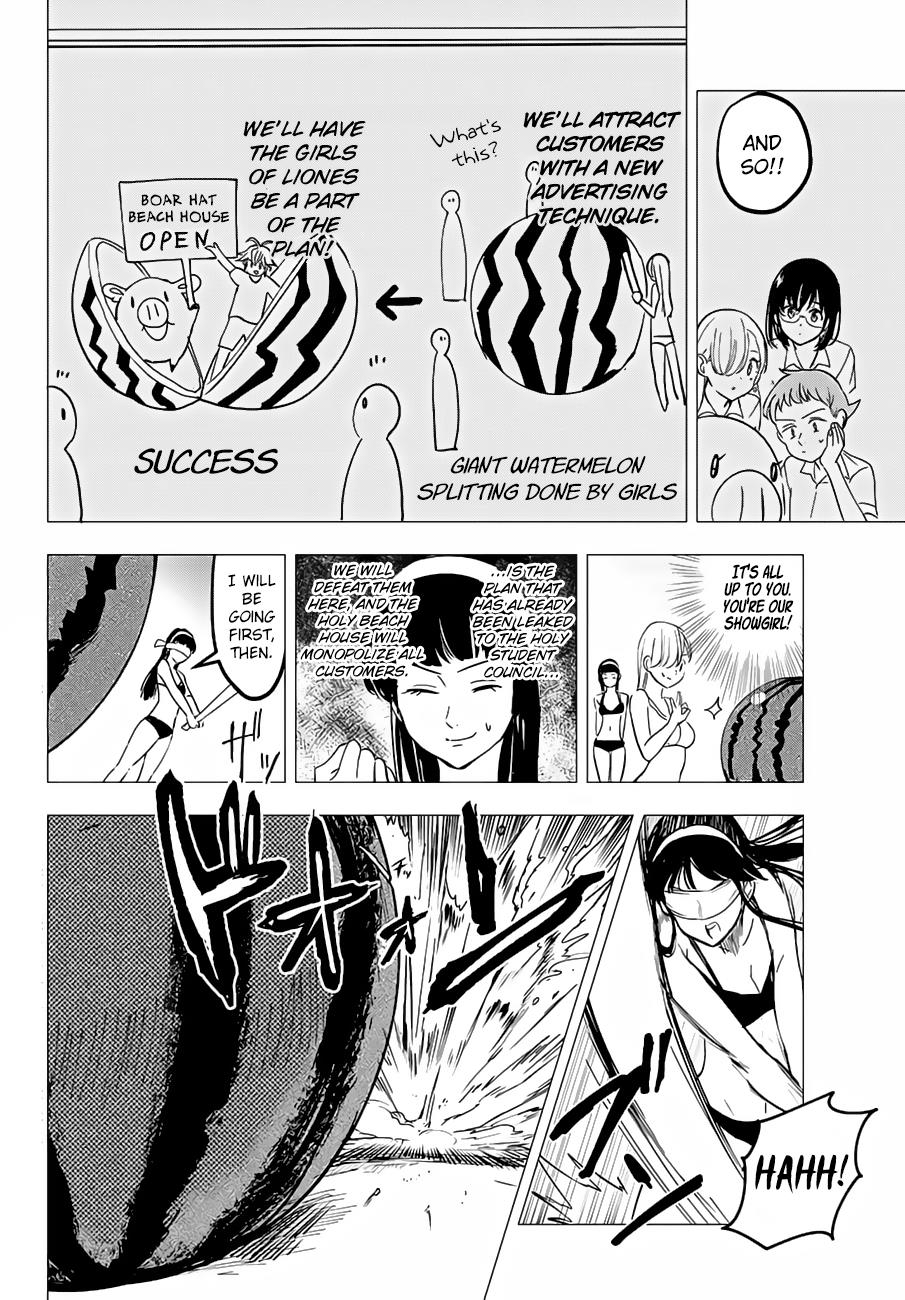 AND
SO!!
WE'LL ATTRACT
CUSTOMERS
WITH A NEW
ADVERTISING
TECHNIQUE.
What's
this?
GIANT WATERMELON
SPLITTING DONE BY GIRLS
WE'LL HAVE
THE GIRLS
OF LIONES
BE A PART
OF THE
PLAN!
BOAR HAT
BEACH HOUSE
OPEN
SUCCESS
IT'S ALL
UP TO YOU.
YOU'RE OUR
SHOWGIRL!
...IS THE
PLAN THAT
HAS ALREADY
BEEN LEAKED
TO THE HOLY
STUDENT
COUNCIL...
WE WILL
DEFEAT THEM
HERE, AND THE
HOLY BEACH
HOUSE WILL
MONOPOLIZE ALL
CUSTOMERS.
I WILL
BE
GOING
FIRST,
THEN.
ザッ
HAHH!
ブン
ドォォン